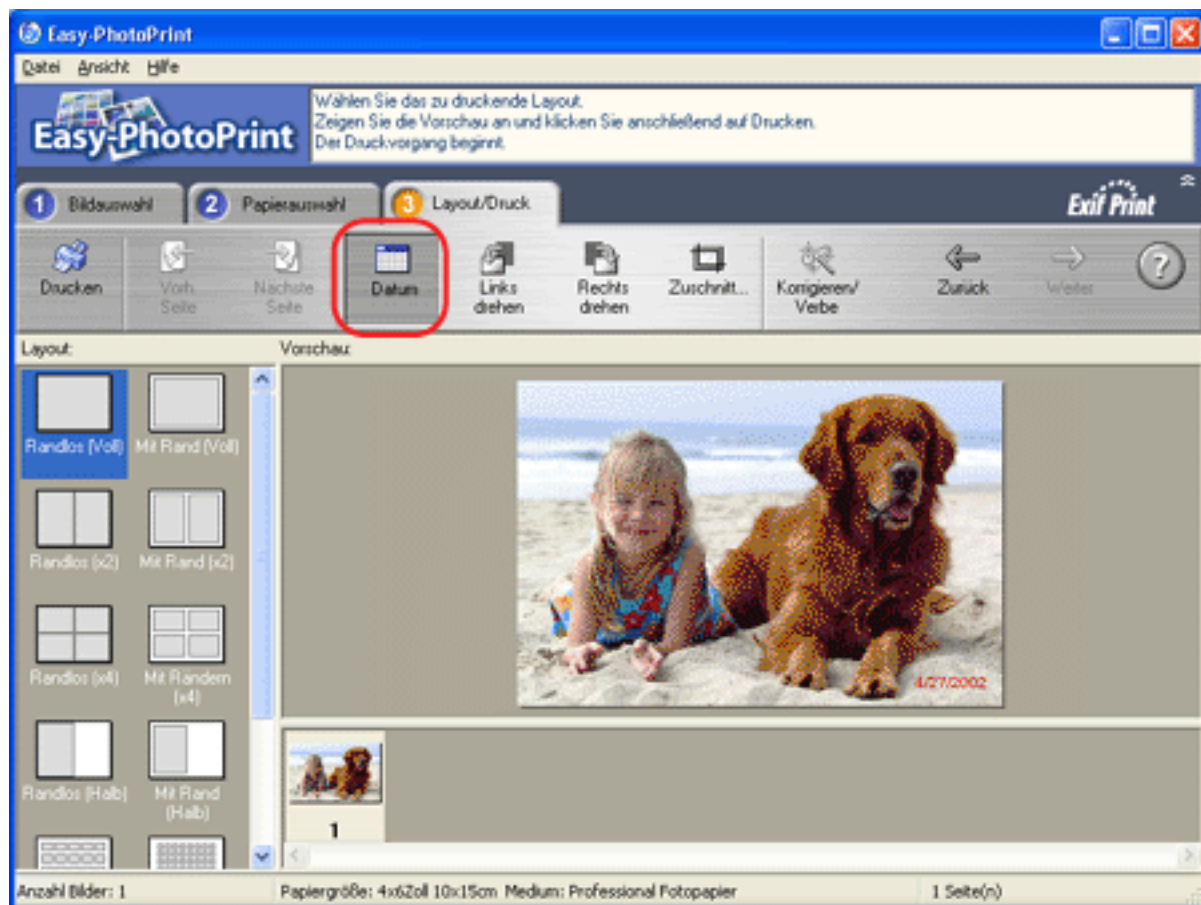 Easy-PhotoPrint
Datei Ansicht Hilfe
Easy-PhotoPrint
Wählen Sie das zu druckende Layout.
Zeigen Sie die Vorschau an und klicken Sie anschließend auf Drucken.
Der Druckvorgang beginnt.
1 Bildauswahl 2 Papierauswahl 3 Layout/Druck
Exif Print
Drucken Vorh. Seite Nächste Seite Datum Links drehen Rechts drehen Zuschnitt... Korrigieren/ Verbe Zurück Weiter ?
Layout: Vorschau:
Randlos (Voll) Mit Rand (Voll)
Randlos (x2) Mit Rand (x2)
Randlos (x4) Mit Rändern (x4)
Randlos (Halb) Mit Rand (Halb)
4/27/2002
1
Anzahl Bilder: 1 Papiergröße: 4x6Zoll 10x15cm Medium: Professional Fotopapier 1 Seite(n)